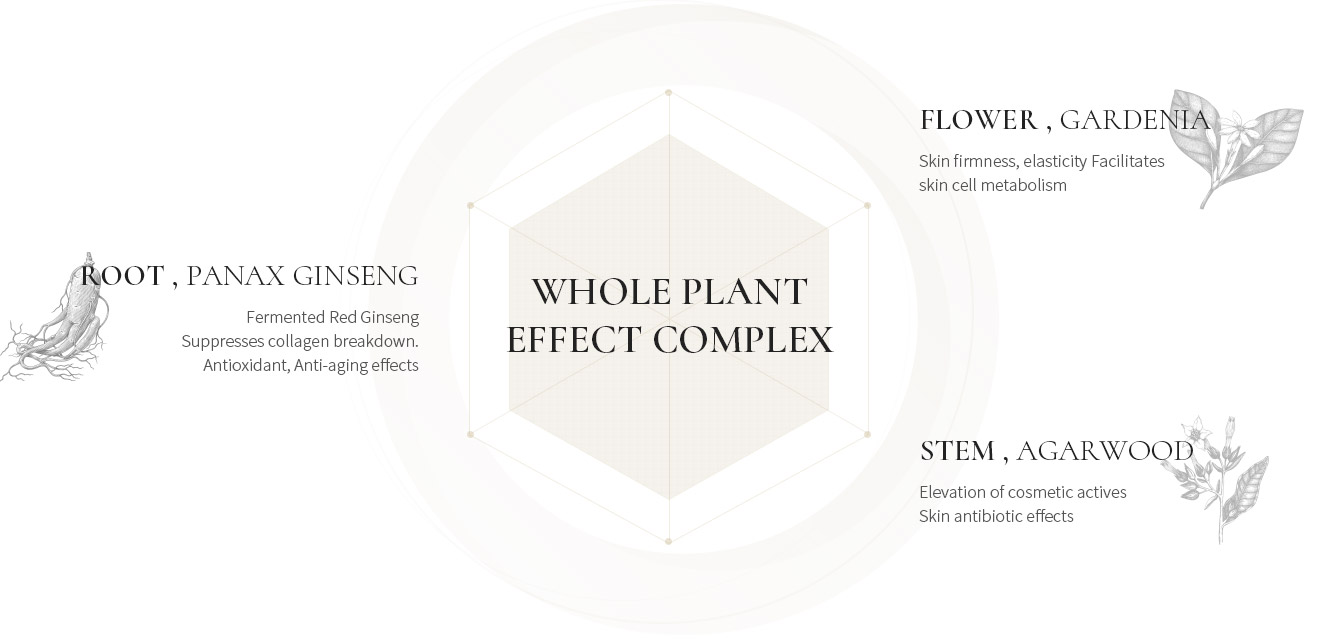 FLOWER , GARDENIA
Skin firmness, elasticity Facilitates
skin cell metabolism
ROOT , PANAX GINSENG
Fermented Red Ginseng
Suppresses collagen breakdown.
Antioxidant, Anti-aging effects
WHOLE PLANT
EFFECT COMPLEX
STEM , AGARWOOD
Elevation of cosmetic actives
Skin antibiotic effects